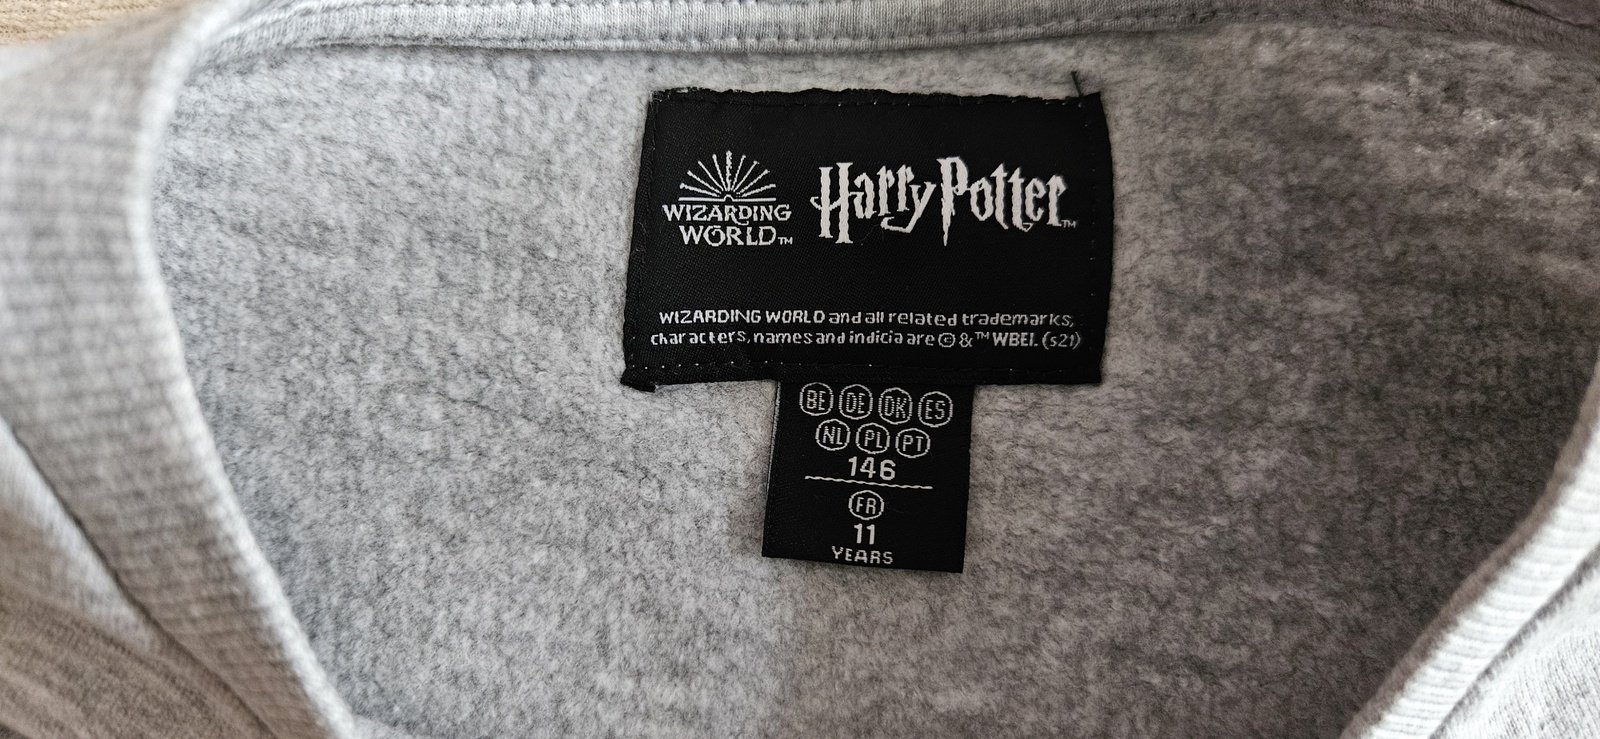 WIZARDING
WORLD™
Harry Potter™
WIZARDING WORLD and all related trademarks,
characters, names and indicia are © & ™ WBEI. (s21)
BE DE DK ES
NL PL PT
146
FR
11
YEARS